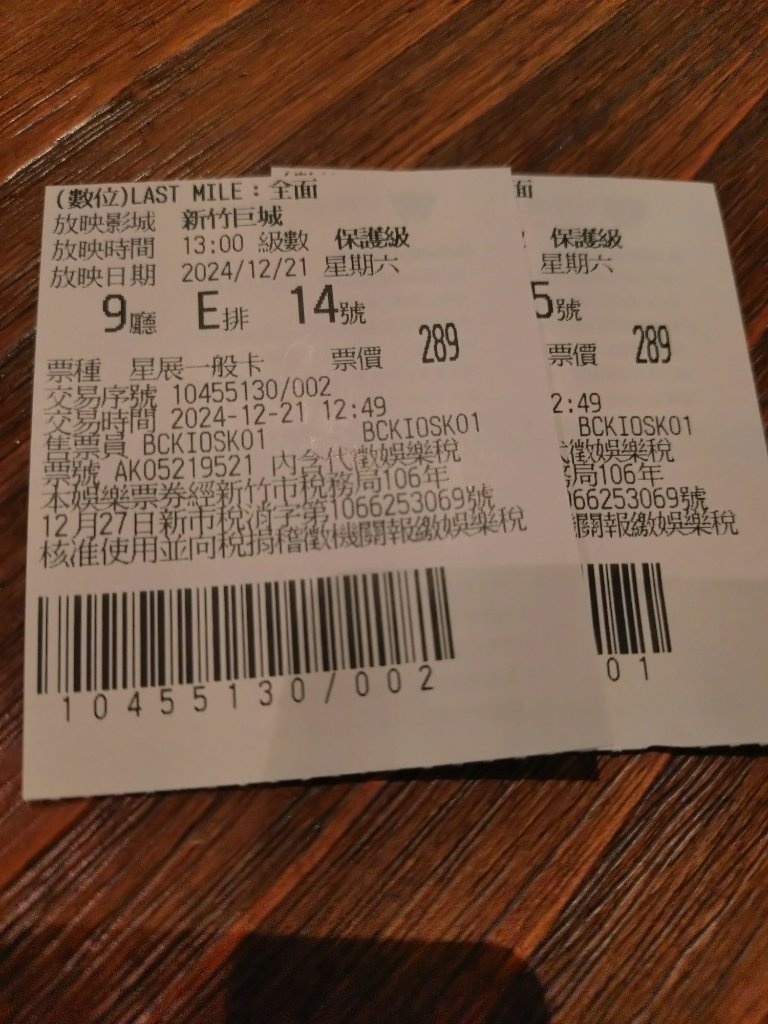 (數位)LAST MILE：全面
放映影城 新竹巨城
放映時間 13:00 級數 保護級
放映日期 2024/12/21 星期六
9廳 E排 14號
票種 星展一般卡 票價 289
交易序號 10455130/002
交易時間 2024-12-21 12:49
售票員 BCKIOSK01 BCKIOSK01
票號 AK05219521 內含代徵娛樂稅
本娛樂票券經新竹市稅務局106年
12月27日新市稅消字第1066253069號
核准使用並向稅捐稽徵機關報繳娛樂稅
10455130/002
面
保護級
星期六
5號
票價 289
2:49
BCKIOSK01
徵娛樂稅
務局106年
066253069號
關報繳娛樂稅
01